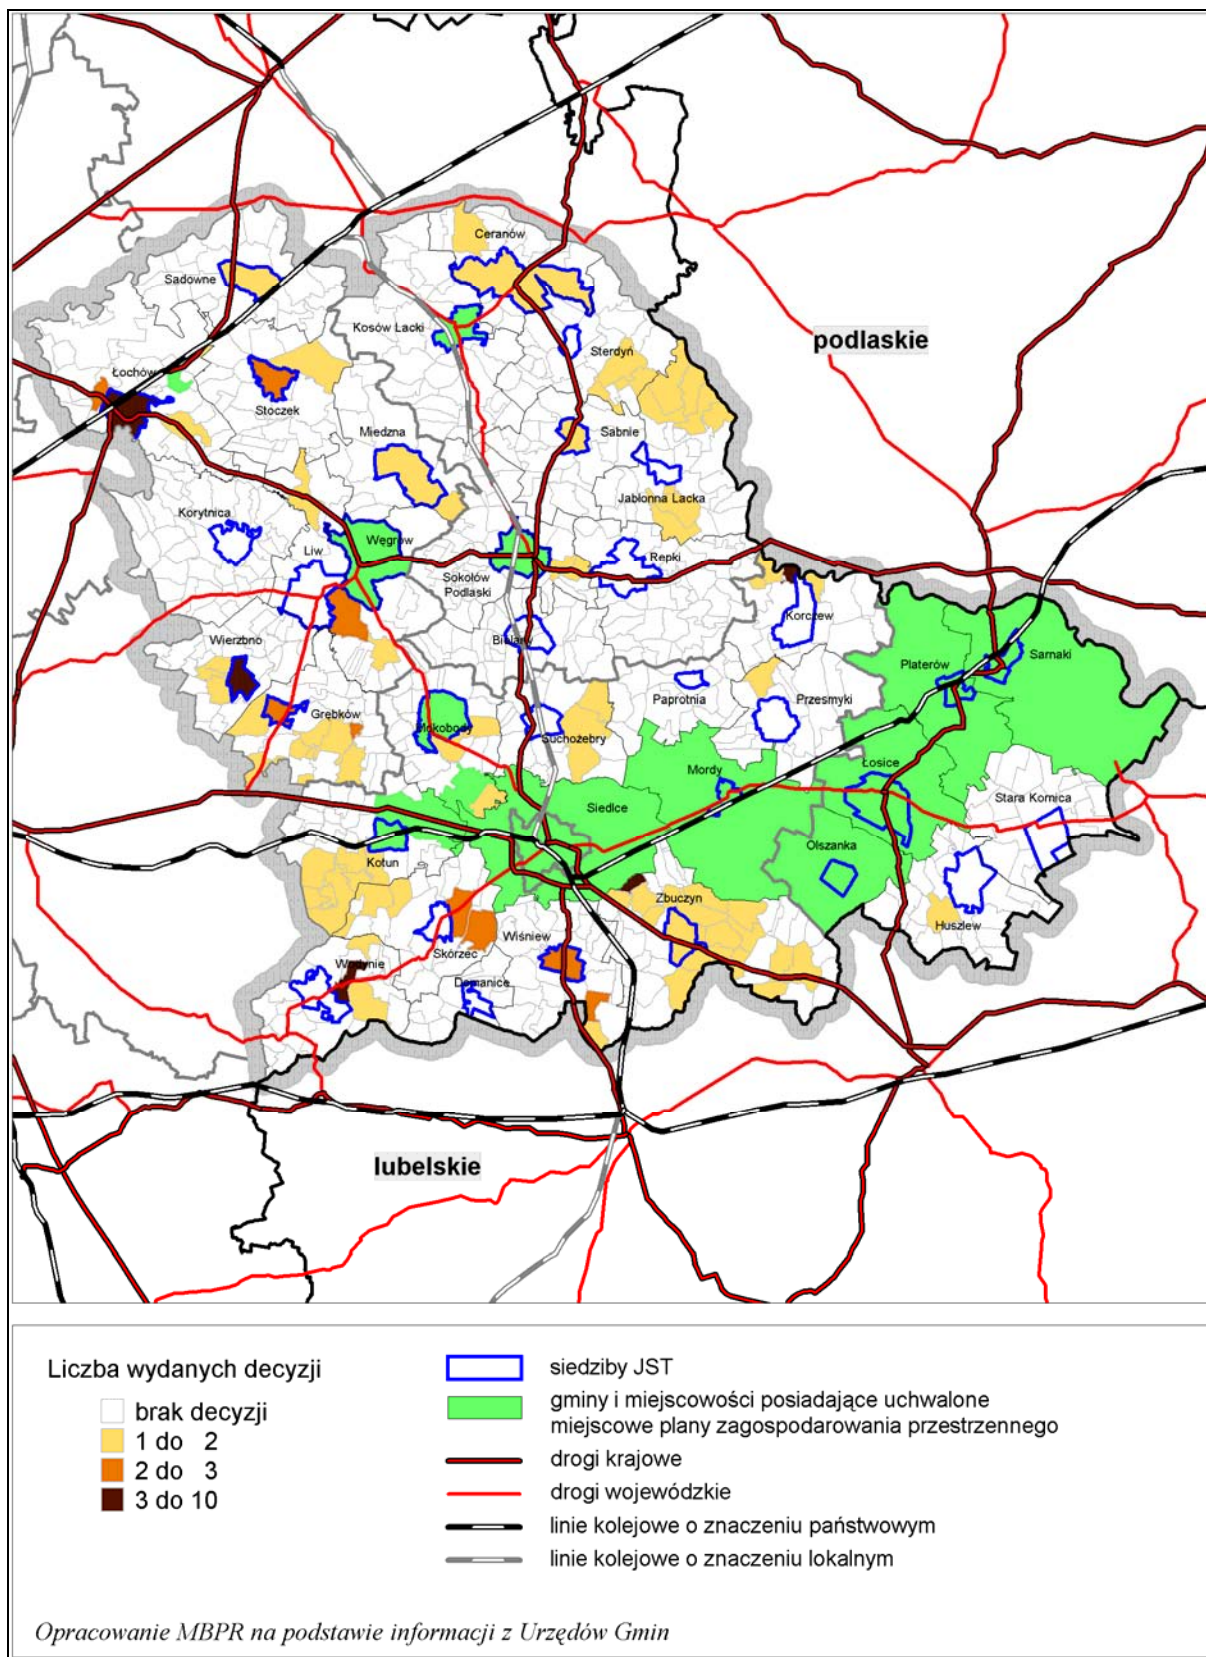 Ceranów
Sadowne
Kosów Lacki
podlaskie
Sterdyń
Łochów
Stoczek
Miedzna
Sabnie
Jabłonna Lacka
Korytnica
Węgrów
Liw
Repki
Sokołów
Podlaski
Korczew
Bielany
Wierzbno
Sarnaki
Platerów
Paprotnia
Przesmyki
Grębków
Mokobody
Suchożebry
Mordy
Łosice
Stara Kornica
Siedlce
Olszanka
Kotuń
Zbuczyn
Huszlew
Wiśniew
Skórzec
Wodynie
Domanice
lubelskie
Liczba wydanych decyzji
brak decyzji
1 do 2
2 do 3
3 do 10
siedziby JST
gminy i miejscowości posiadające uchwalone
miejscowe plany zagospodarowania przestrzennego
drogi krajowe
drogi wojewódzkie
linie kolejowe o znaczeniu państwowym
linie kolejowe o znaczeniu lokalnym
Opracowanie MBPR na podstawie informacji z Urzędów Gmin